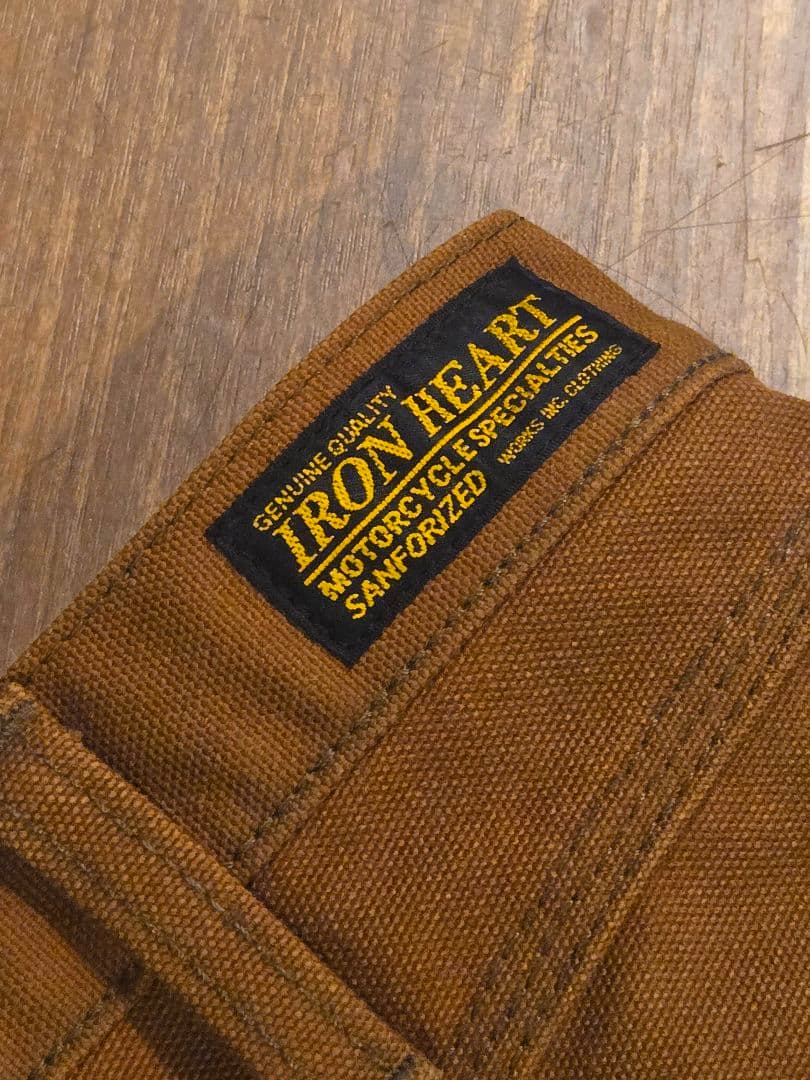 GENUINE QUALITY
IRON HEART
MOTORCYCLE SPECIALTIES
SANFORIZED
WORKS INC. CLOTHING